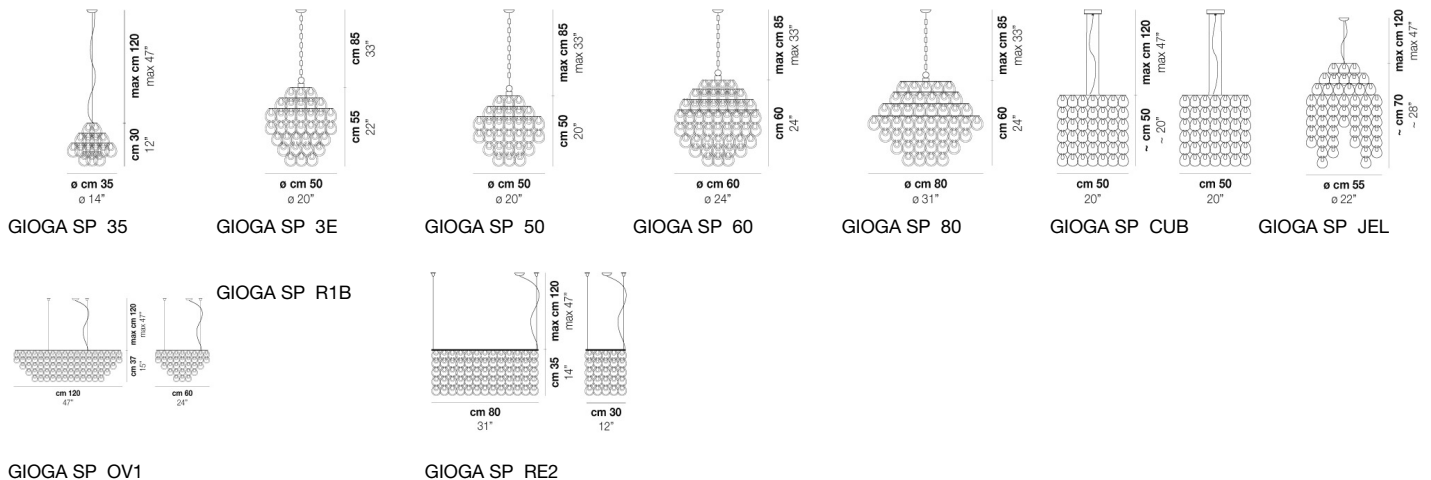 max cm 120
max 47"
cm 30
12"
ø cm 35
ø 14"
GIOGA SP 35
cm 85
33"
cm 55
22"
ø cm 50
ø 20"
GIOGA SP 3E
max cm 85
max 33"
cm 50
20"
ø cm 50
ø 20"
GIOGA SP 50
max cm 85
max 33"
cm 60
24"
ø cm 60
ø 24"
GIOGA SP 60
max cm 85
max 33"
cm 60
24"
ø cm 80
ø 31"
GIOGA SP 80
max cm 120
max 47"
~ cm 50
~ 20"
cm 50
20"
cm 50
20"
GIOGA SP CUB
max cm 120
max 47"
~ cm 70
~ 28"
ø cm 55
ø 22"
GIOGA SP JEL
max cm 120
max 47"
cm 37
15"
cm 120
47"
cm 60
24"
GIOGA SP OV1
GIOGA SP R1B
max cm 120
max 47"
cm 35
14"
cm 80
31"
cm 30
12"
GIOGA SP RE2